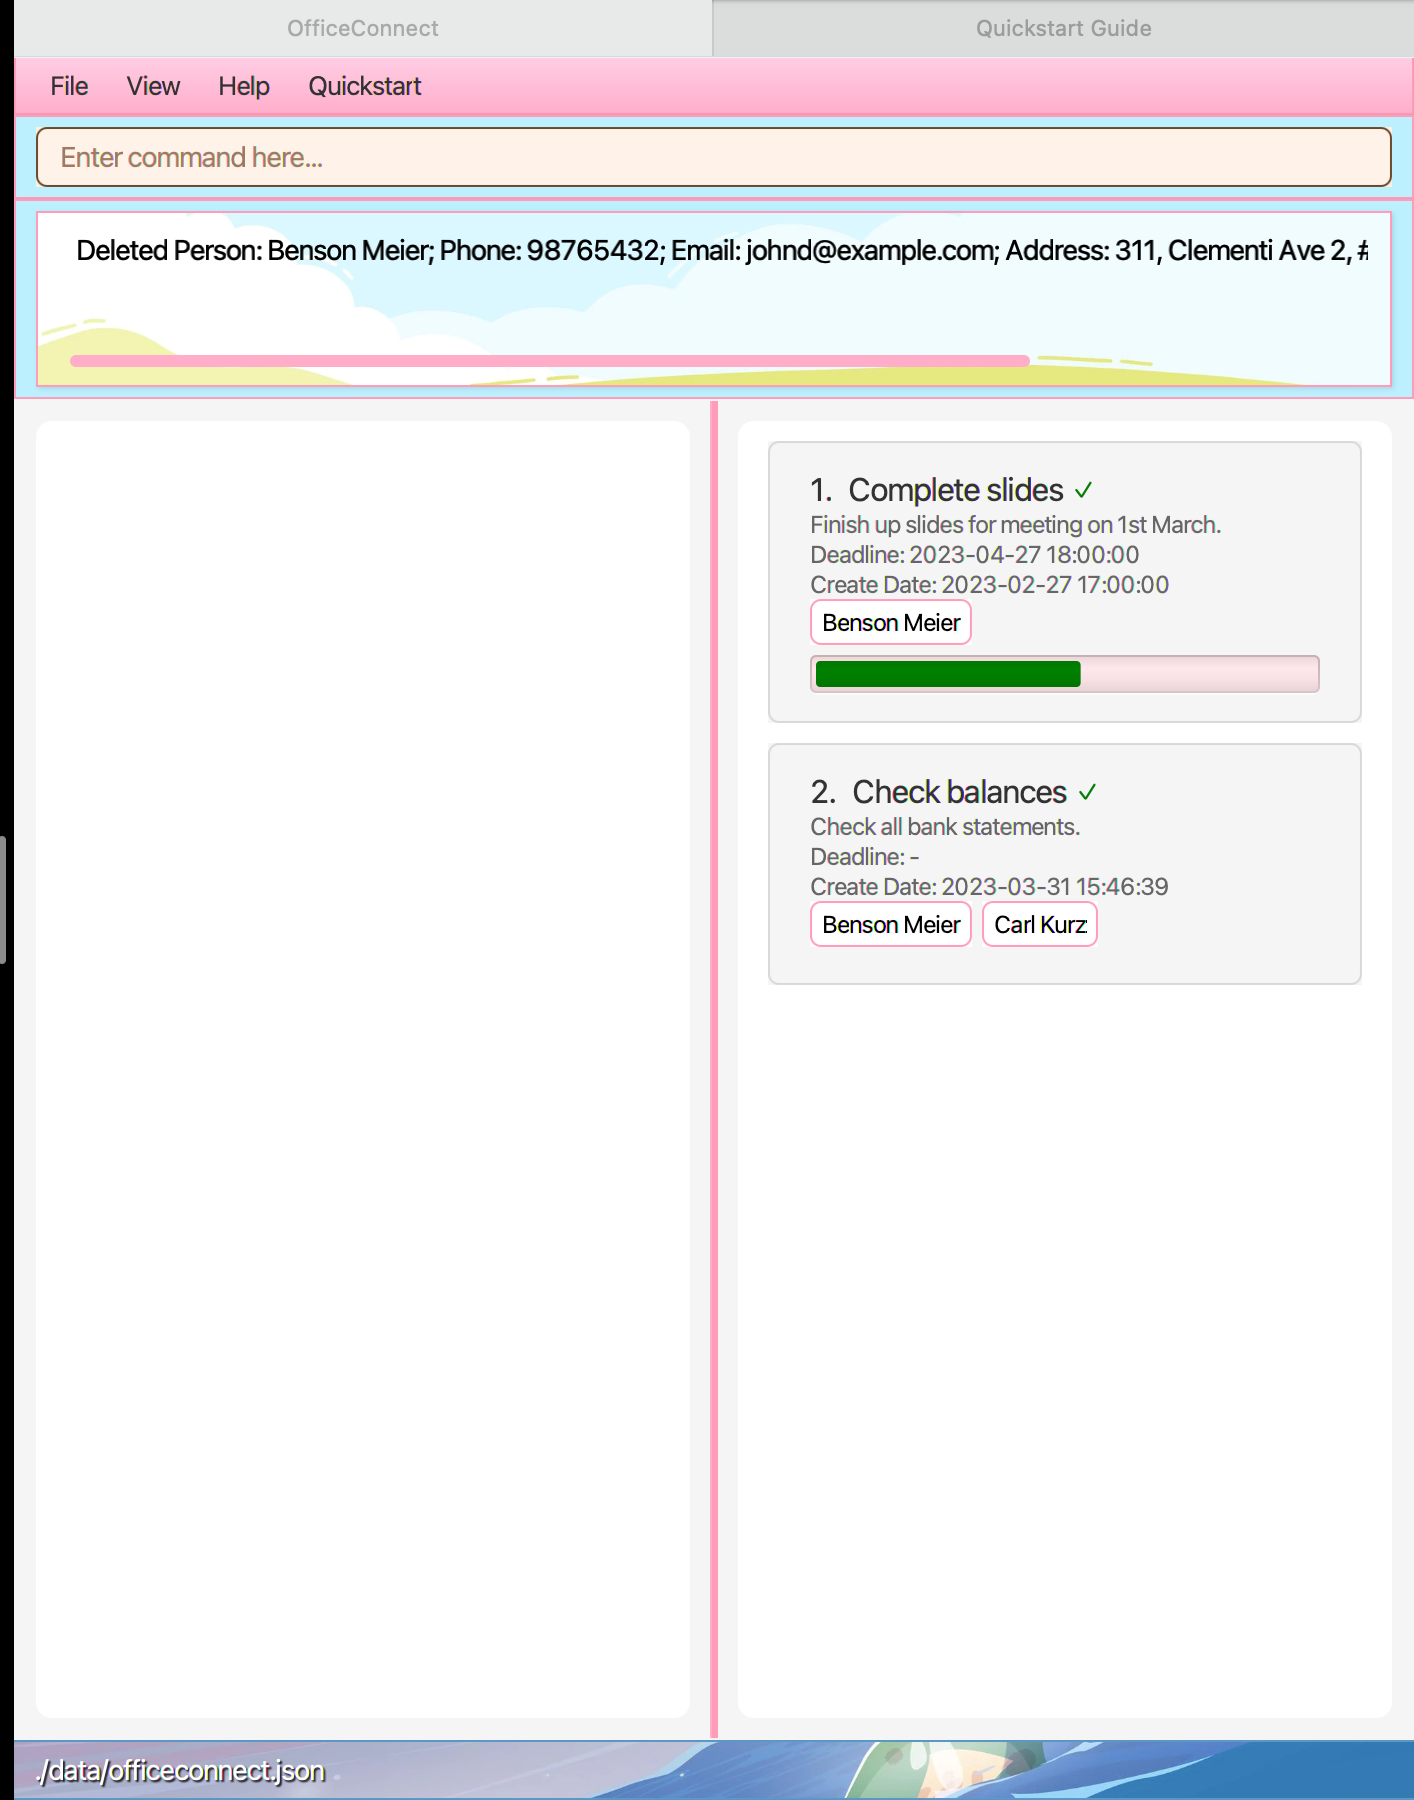 OfficeConnect
Quickstart Guide
File View Help Quickstart
Enter command here...
Deleted Person: Benson Meier; Phone: 98765432; Email: johnd@example.com; Address: 311, Clementi Ave 2, #
1. Complete slides ✓
Finish up slides for meeting on 1st March.
Deadline: 2023-04-27 18:00:00
Create Date: 2023-02-27 17:00:00
Benson Meier
2. Check balances ✓
Check all bank statements.
Deadline: -
Create Date: 2023-03-31 15:46:39
Benson Meier Carl Kurz
./data/officeconnect.json